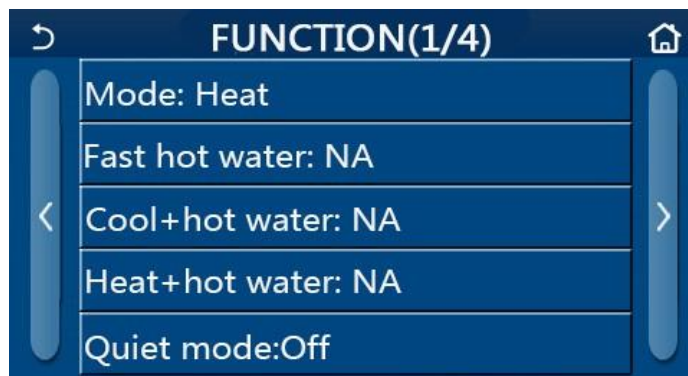 FUNCTION(1/4)
Mode: Heat
Fast hot water: NA
Cool+hot water: NA
Heat+hot water: NA
Quiet mode:Off